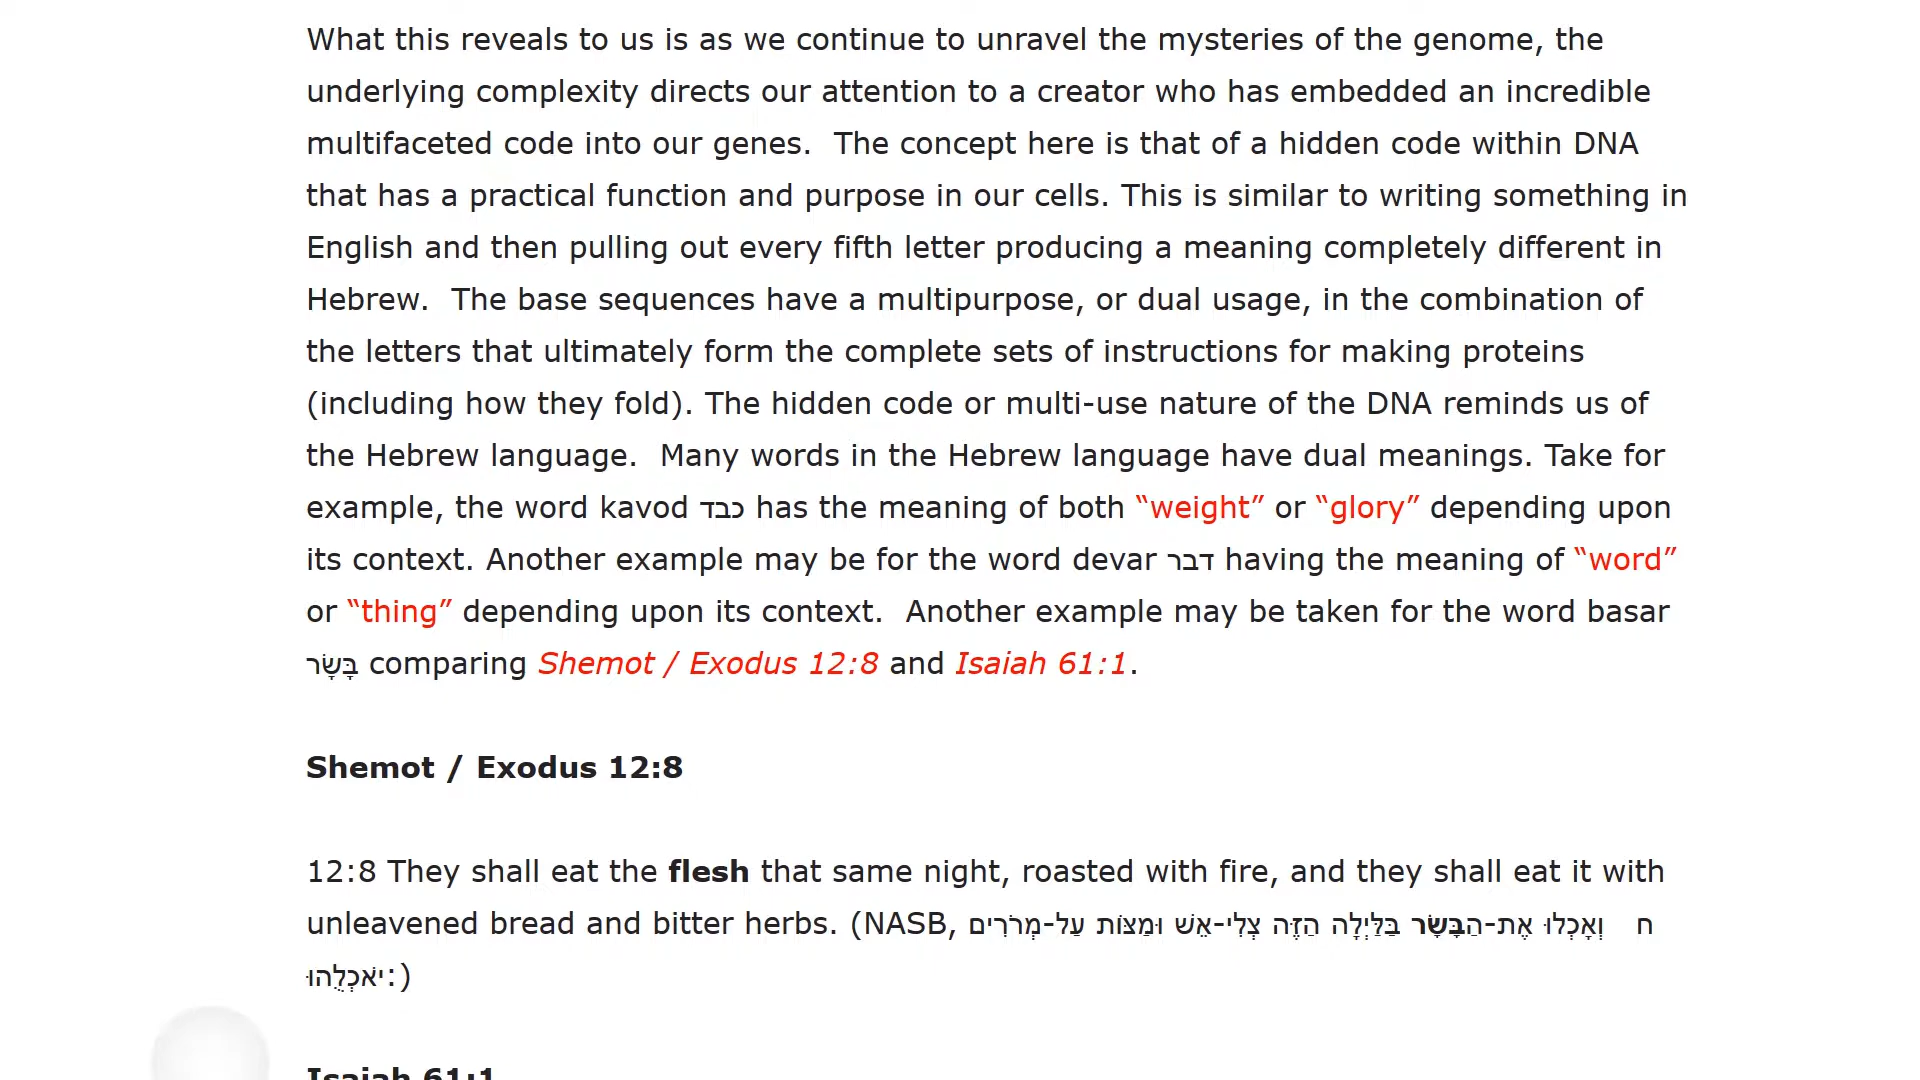 What this reveals to us is as we continue to unravel the mysteries of the genome, the
underlying complexity directs our attention to a creator who has embedded an incredible
multifaceted code into our genes.  The concept here is that of a hidden code within DNA
that has a practical function and purpose in our cells. This is similar to writing something in
English and then pulling out every fifth letter producing a meaning completely different in
Hebrew.  The base sequences have a multipurpose, or dual usage, in the combination of
the letters that ultimately form the complete sets of instructions for making proteins
(including how they fold). The hidden code or multi-use nature of the DNA reminds us of
the Hebrew language.  Many words in the Hebrew language have dual meanings. Take for
example, the word kavod כבד has the meaning of both “weight” or “glory” depending upon
its context. Another example may be for the word devar דבר having the meaning of “word”
or “thing” depending upon its context.  Another example may be taken for the word basar
בָּשָׂר comparing Shemot / Exodus 12:8 and Isaiah 61:1.
Shemot / Exodus 12:8
12:8 They shall eat the flesh that same night, roasted with fire, and they shall eat it with
unleavened bread and bitter herbs. (NASB, ח   וְאָכְלוּ אֶת-הַבָּשָׂר בַּלַּיְלָה הַזֶּה צְלִי-אֵשׁ וּמַצּוֹת עַל-מְרֹרִים
יֹאכְלֻהוּ:)
Isaiah 61:1